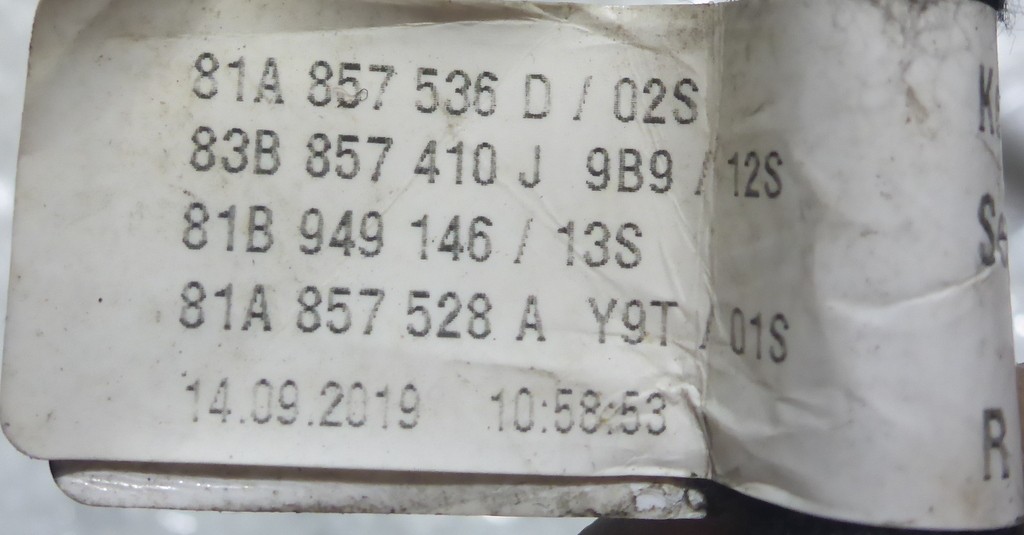 81A 857 536 D / 02S
83B 857 410 J 9B9 / 12S
81B 949 146 / 13S
81A 857 528 A Y9T / 01S
14.09.2019 10:58:53
R